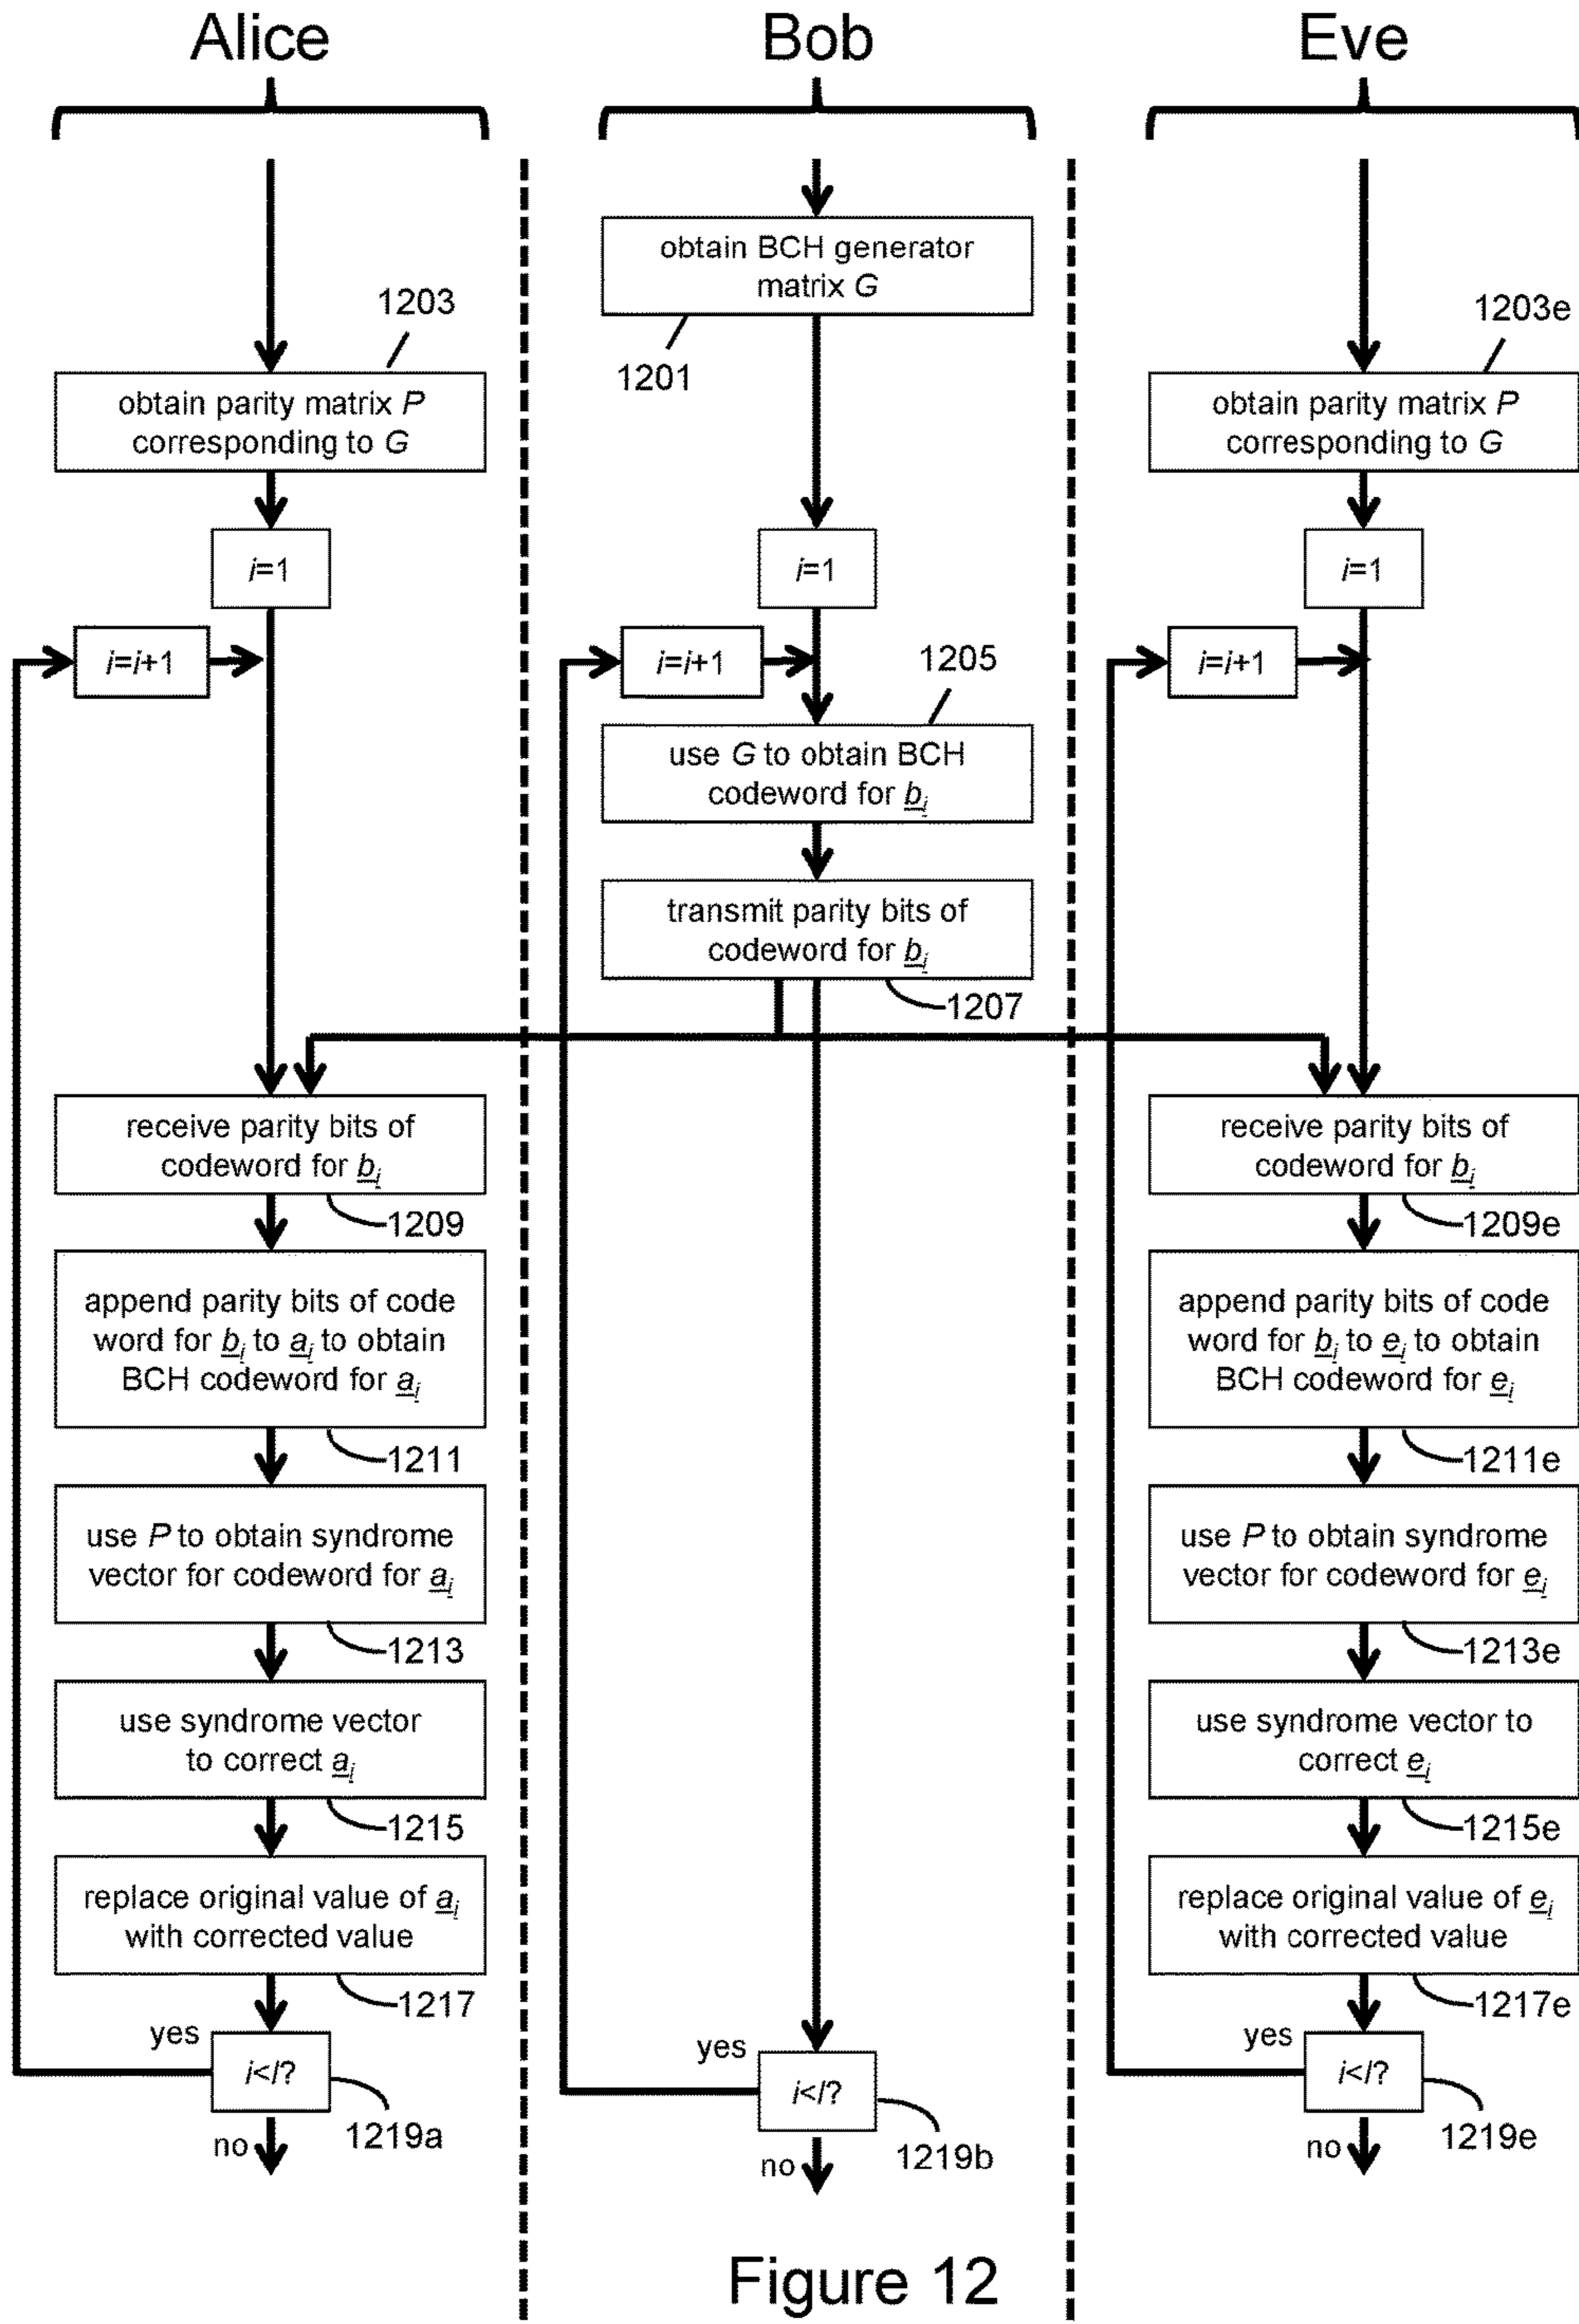 Alice
Bob
Eve
obtain BCH generator
matrix G
1201
1203
obtain parity matrix P
corresponding to G
1203e
obtain parity matrix P
corresponding to G
i=1
i=1
i=1
i=i+1
i=i+1
i=i+1
1205
use G to obtain BCH
codeword for b_i
transmit parity bits of
codeword for b_i
1207
receive parity bits of
codeword for b_i
1209
append parity bits of code
word for b_i to a_i to obtain
BCH codeword for a_i
1211
use P to obtain syndrome
vector for codeword for a_i
1213
use syndrome vector
to correct a_i
1215
replace original value of a_i
with corrected value
1217
yes
i<I?
1219a
no
yes
i<I?
1219b
no
receive parity bits of
codeword for b_i
1209e
append parity bits of code
word for b_i to e_i to obtain
BCH codeword for e_i
1211e
use P to obtain syndrome
vector for codeword for e_i
1213e
use syndrome vector to
correct e_i
1215e
replace original value of e_i
with corrected value
1217e
yes
i<I?
1219e
no
Figure 12